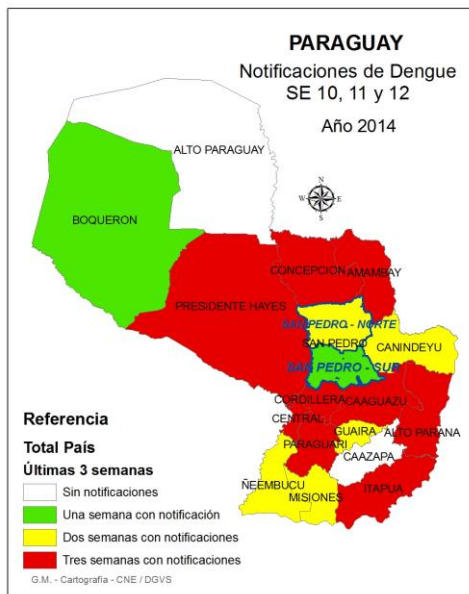 PARAGUAY
Notificaciones de Dengue
SE 10, 11 y 12
Año 2014
ALTO PARAGUAY
BOQUERON
N
W E
S
CONCEPCION
AMAMBAY
PRESIDENTE HAYES
SAN PEDRO - NORTE
SAN PEDRO
CANINDEYU
SAN PEDRO - SUR
CORDILLERA
CAAGUAZU
CENTRAL
GUAIRA
ALTO PARANA
PARAGUARI
CAAZAPA
ÑEEMBUCU
MISIONES
ITAPUA
Referencia
Total País
Últimas 3 semanas
Sin notificaciones
Una semana con notificación
Dos semanas con notificaciones
Tres semanas con notificaciones
G.M. - Cartografía - CNE / DGVS